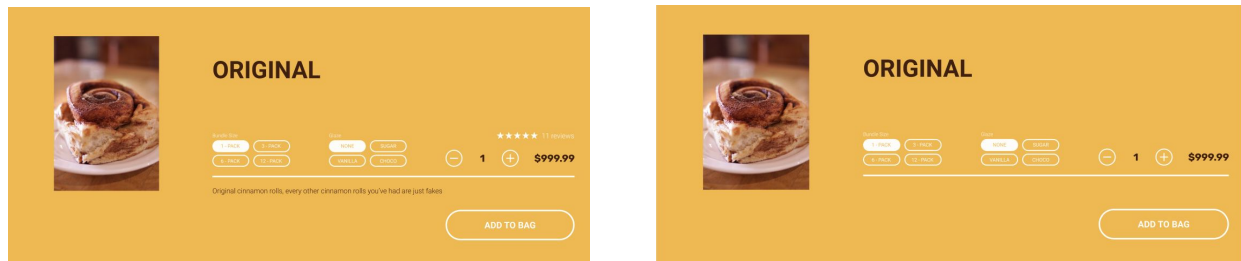 ORIGINAL
Bundle Size
1 - PACK
3 - PACK
6 - PACK
12 - PACK
Glaze
NONE
SUGAR
VANILLA
CHOCO
★★★★★ 11 reviews
1
$999.99
Original cinnamon rolls, every other cinnamon rolls you've had are just fakes
ADD TO BAG
ORIGINAL
Bundle Size
1 - PACK
3 - PACK
6 - PACK
12 - PACK
Glaze
NONE
SUGAR
VANILLA
CHOCO
1
$999.99
ADD TO BAG